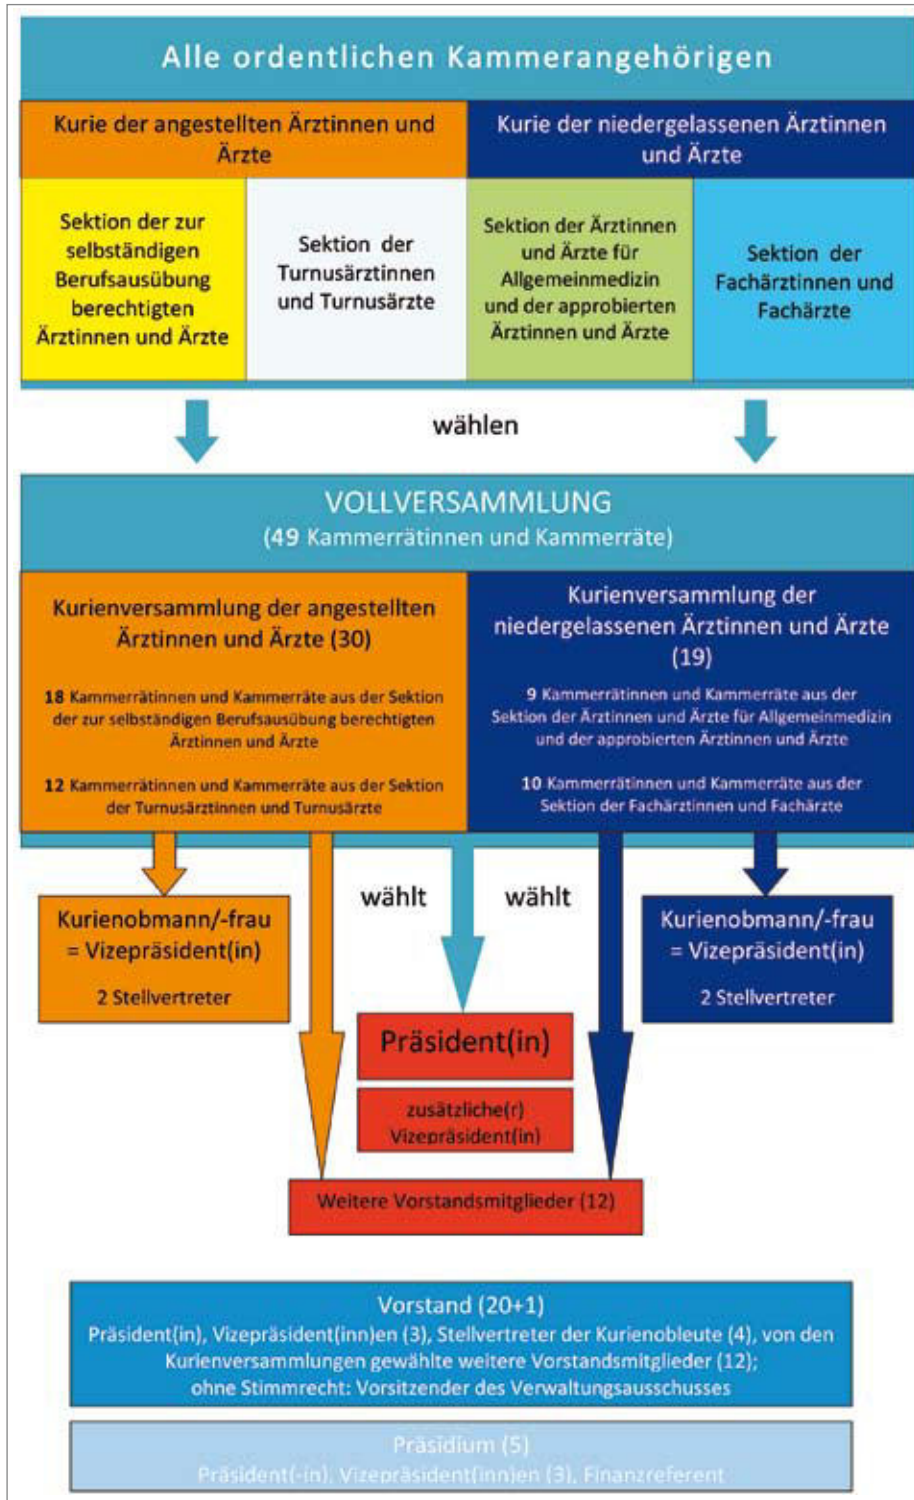 Alle ordentlichen Kammerangehörigen
Kurie der angestellten Ärztinnen und
Ärzte
Kurie der niedergelassenen Ärztinnen
und Ärzte
Sektion der zur
selbständigen
Berufsausübung
berechtigten
Ärztinnen und Ärzte
Sektion der
Turnusärztinnen
und Turnusärzte
Sektion der Ärztinnen
und Ärzte für
Allgemeinmedizin
und der approbierten
Ärztinnen und Ärzte
Sektion der
Fachärztinnen und
Fachärzte
wählen
VOLLVERSAMMLUNG
(49 Kammerrätinnen und Kammerräte)
Kurienversammlung der angestellten
Ärztinnen und Ärzte (30)
18 Kammerrätinnen und Kammerräte aus der Sektion
der zur selbständigen Berufsausübung berechtigten
Ärztinnen und Ärzte
12 Kammerrätinnen und Kammerräte aus der Sektion
der Turnusärztinnen und Turnusärzte
Kurienversammlung der
niedergelassenen Ärztinnen und Ärzte
(19)
9 Kammerrätinnen und Kammerräte aus der
Sektion der Ärztinnen und Ärzte für Allgemeinmedizin
und der approbierten Ärztinnen und Ärzte
10 Kammerrätinnen und Kammerräte aus der
Sektion der Fachärztinnen und Fachärzte
wählt
wählt
Kurienobmann/-frau
= Vizepräsident(in)
2 Stellvertreter
Kurienobmann/-frau
= Vizepräsident(in)
2 Stellvertreter
Präsident(in)
zusätzliche(r)
Vizepräsident(in)
Weitere Vorstandsmitglieder (12)
Vorstand (20+1)
Präsident(in), Vizepräsident(inn)en (3), Stellvertreter der Kurienobleute (4), von den
Kurienversammlungen gewählte weitere Vorstandsmitglieder (12);
ohne Stimmrecht: Vorsitzender des Verwaltungsausschusses
Präsidium (5)
Präsident(-in), Vizepräsident(inn)en (3), Finanzreferent